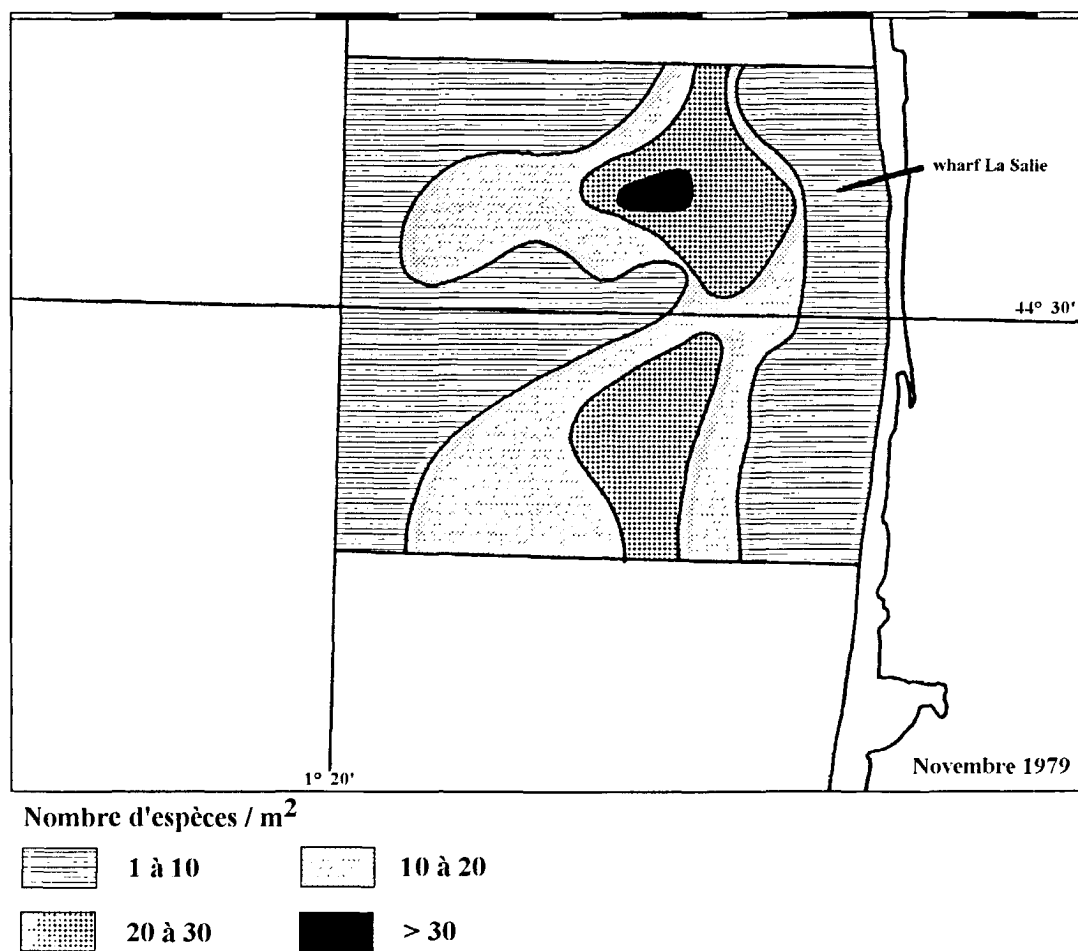 wharf La Salie
44° 30'
1° 20'
Novembre 1979
Nombre d'espèces / m²
1 à 10
10 à 20
20 à 30
> 30